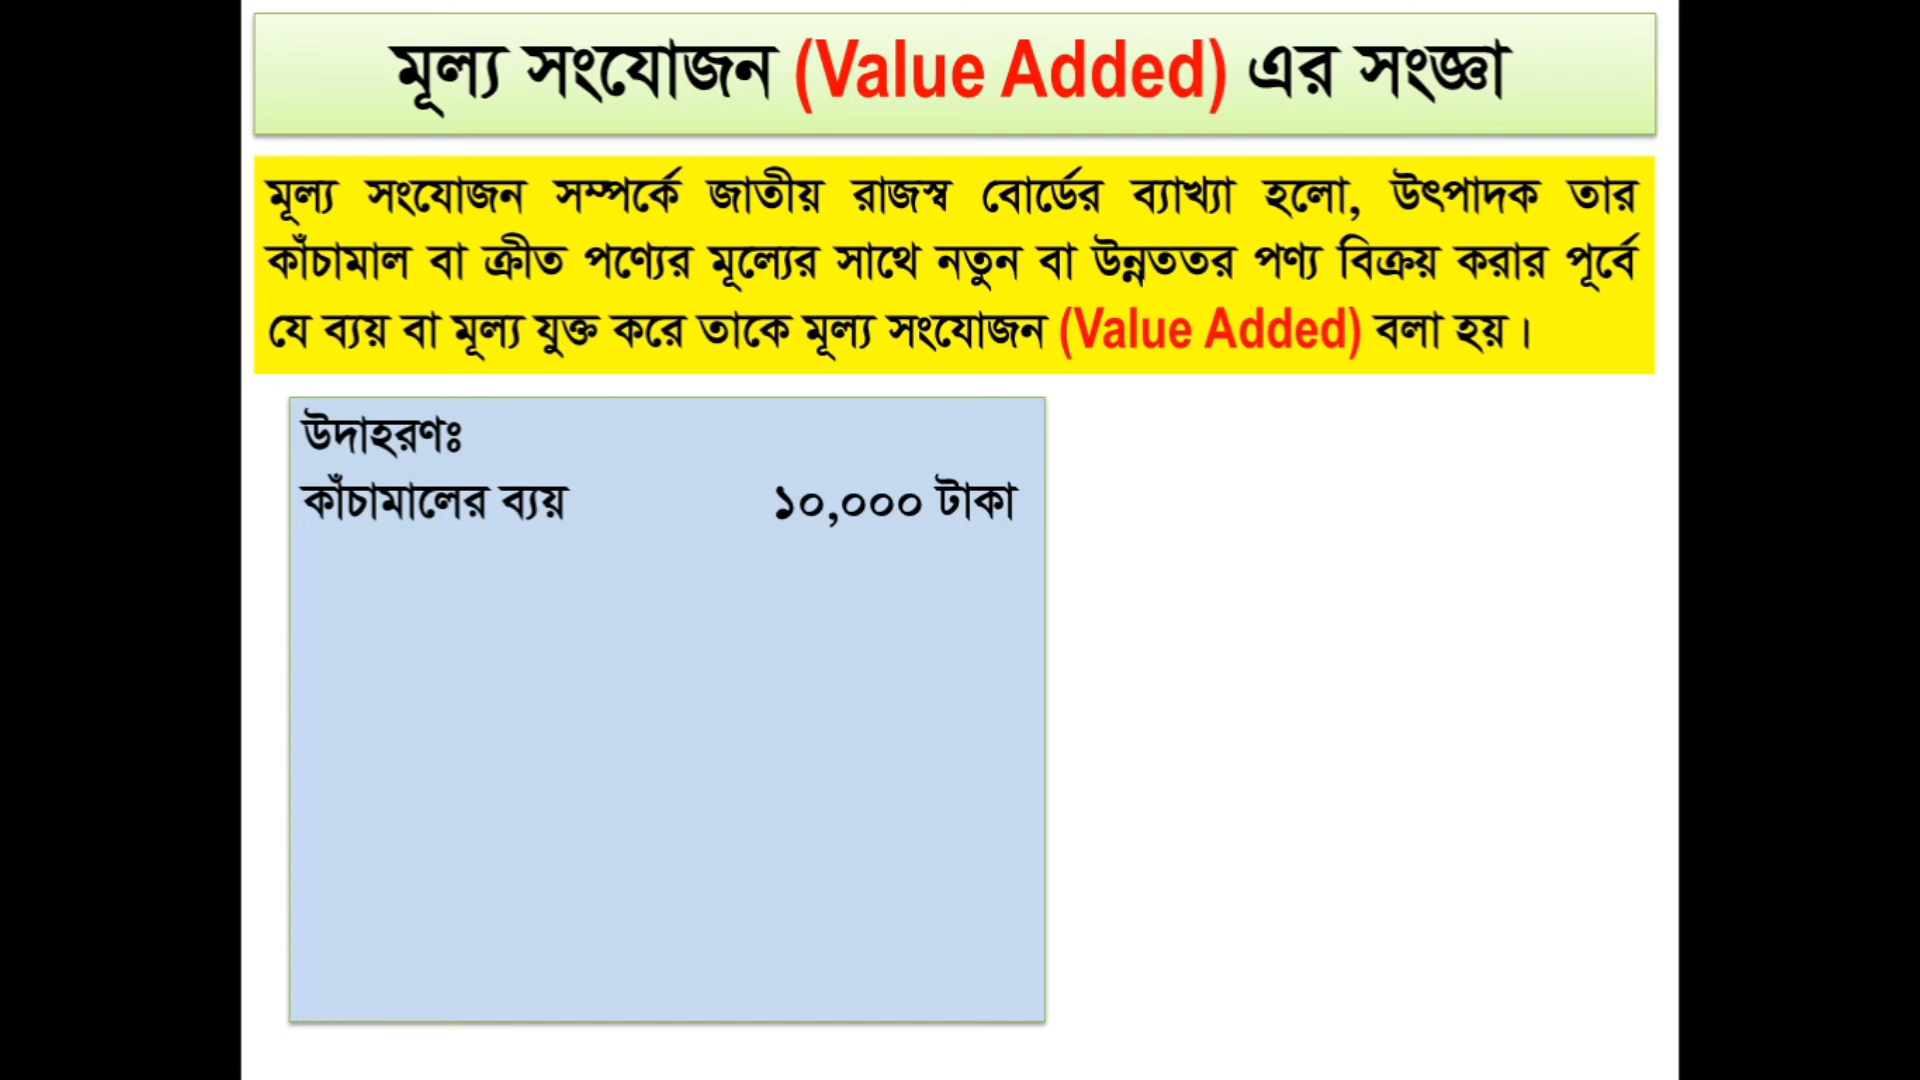 মূল্য সংযোজন (Value Added) এর সংজ্ঞা
মূল্য সংযোজন সম্পর্কে জাতীয় রাজস্ব বোর্ডের ব্যাখ্যা হলো, উৎপাদক তার
কাঁচামাল বা ক্রীত পণ্যের মূল্যের সাথে নতুন বা উন্নততর পণ্য বিক্রয় করার পূর্বে
যে ব্যয় বা মূল্য যুক্ত করে তাকে মূল্য সংযোজন (Value Added) বলা হয়।
উদাহরণঃ
কাঁচামালের ব্যয় ১০,০০০ টাকা